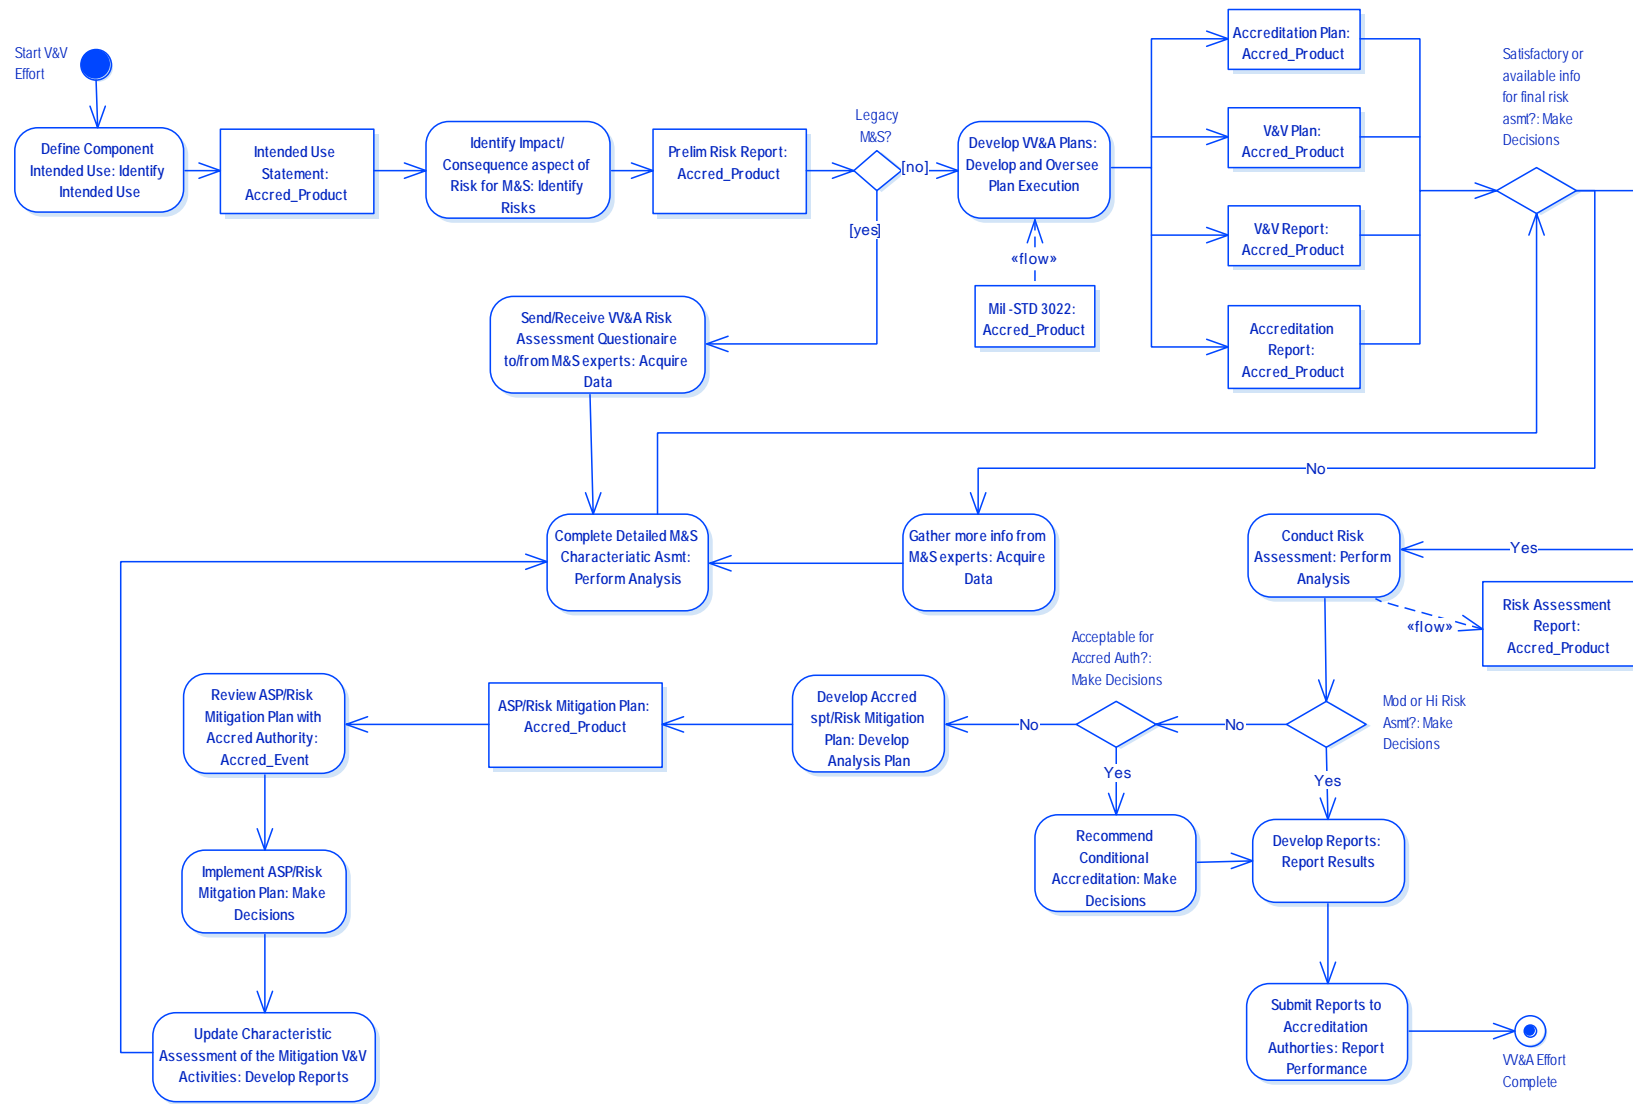 Start V&V
Effort
Define Component
Intended Use: Identify
Intended Use
Intended Use
Statement:
Accred_Product
Identify Impact/
Consequence aspect of
Risk for M&S: Identify
Risks
Prelim Risk Report:
Accred_Product
Legacy
M&S?
[no]
[yes]
Develop VV&A Plans:
Develop and Oversee
Plan Execution
«flow»
Mil -STD 3022:
Accred_Product
Accreditation Plan:
Accred_Product
V&V Plan:
Accred_Product
V&V Report:
Accred_Product
Accreditation
Report:
Accred_Product
Satisfactory or
available info
for final risk
asmt?: Make
Decisions
Send/Receive VV&A Risk
Assessment Questionaire
to/from M&S experts: Acquire
Data
No
Complete Detailed M&S
Characteriatic Asmt:
Perform Analysis
Gather more info from
M&S experts: Acquire
Data
Conduct Risk
Assessment: Perform
Analysis
Yes
«flow»
Risk Assessment
Report:
Accred_Product
Acceptable for
Accred Auth?:
Make Decisions
Mod or Hi Risk
Asmt?: Make
Decisions
No
No
Yes
Yes
Develop Accred
spt/Risk Mitigation
Plan: Develop
Analysis Plan
ASP/Risk Mitigation Plan:
Accred_Product
Review ASP/Risk
Mitigation Plan with
Accred Authority:
Accred_Event
Recommend
Conditional
Accreditation: Make
Decisions
Develop Reports:
Report Results
Implement ASP/Risk
Mitgation Plan: Make
Decisions
Update Characteristic
Assessment of the Mitigation V&V
Activities: Develop Reports
Submit Reports to
Accreditation
Authorties: Report
Performance
VV&A Effort
Complete